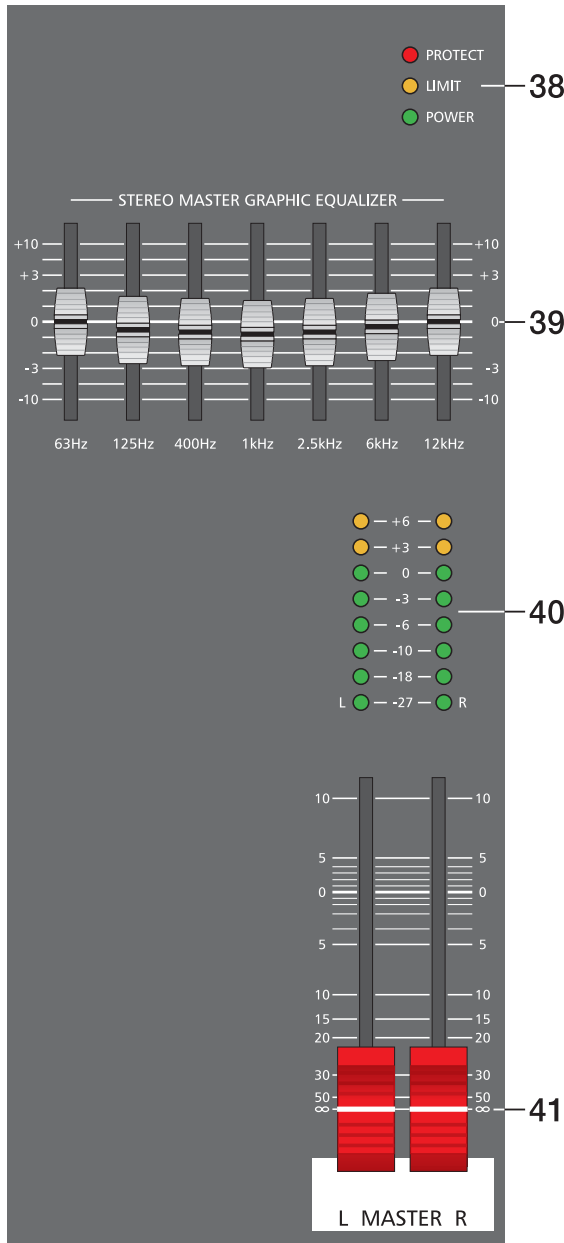 PROTECT
LIMIT
38
POWER
STEREO MASTER GRAPHIC EQUALIZER
+10 +10
+3 +3
0 0 39
-3 -3
-10 -10
63Hz 125Hz 400Hz 1kHz 2.5kHz 6kHz 12kHz
+6
+3
0
-3
40
-6
-10
-18
L -27 R
10 10
5 5
0 0
5 5
10 10
15 15
20 20
30 30
50 50
∞ ∞ 41
L MASTER R